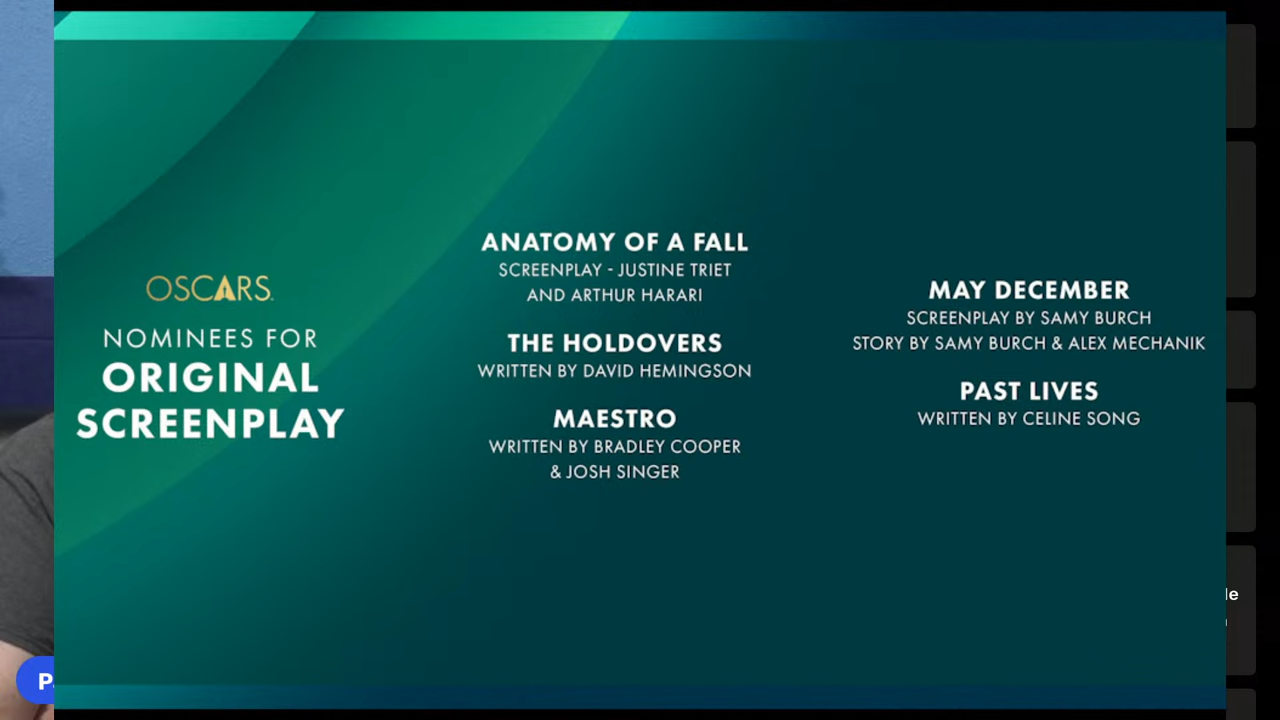 OSCARS
NOMINEES FOR
ORIGINAL
SCREENPLAY
ANATOMY OF A FALL
SCREENPLAY - JUSTINE TRIET
AND ARTHUR HARARI
THE HOLDOVERS
WRITTEN BY DAVID HEMINGSON
MAESTRO
WRITTEN BY BRADLEY COOPER
& JOSH SINGER
MAY DECEMBER
SCREENPLAY BY SAMY BURCH
STORY BY SAMY BURCH & ALEX MECHANIK
PAST LIVES
WRITTEN BY CELINE SONG